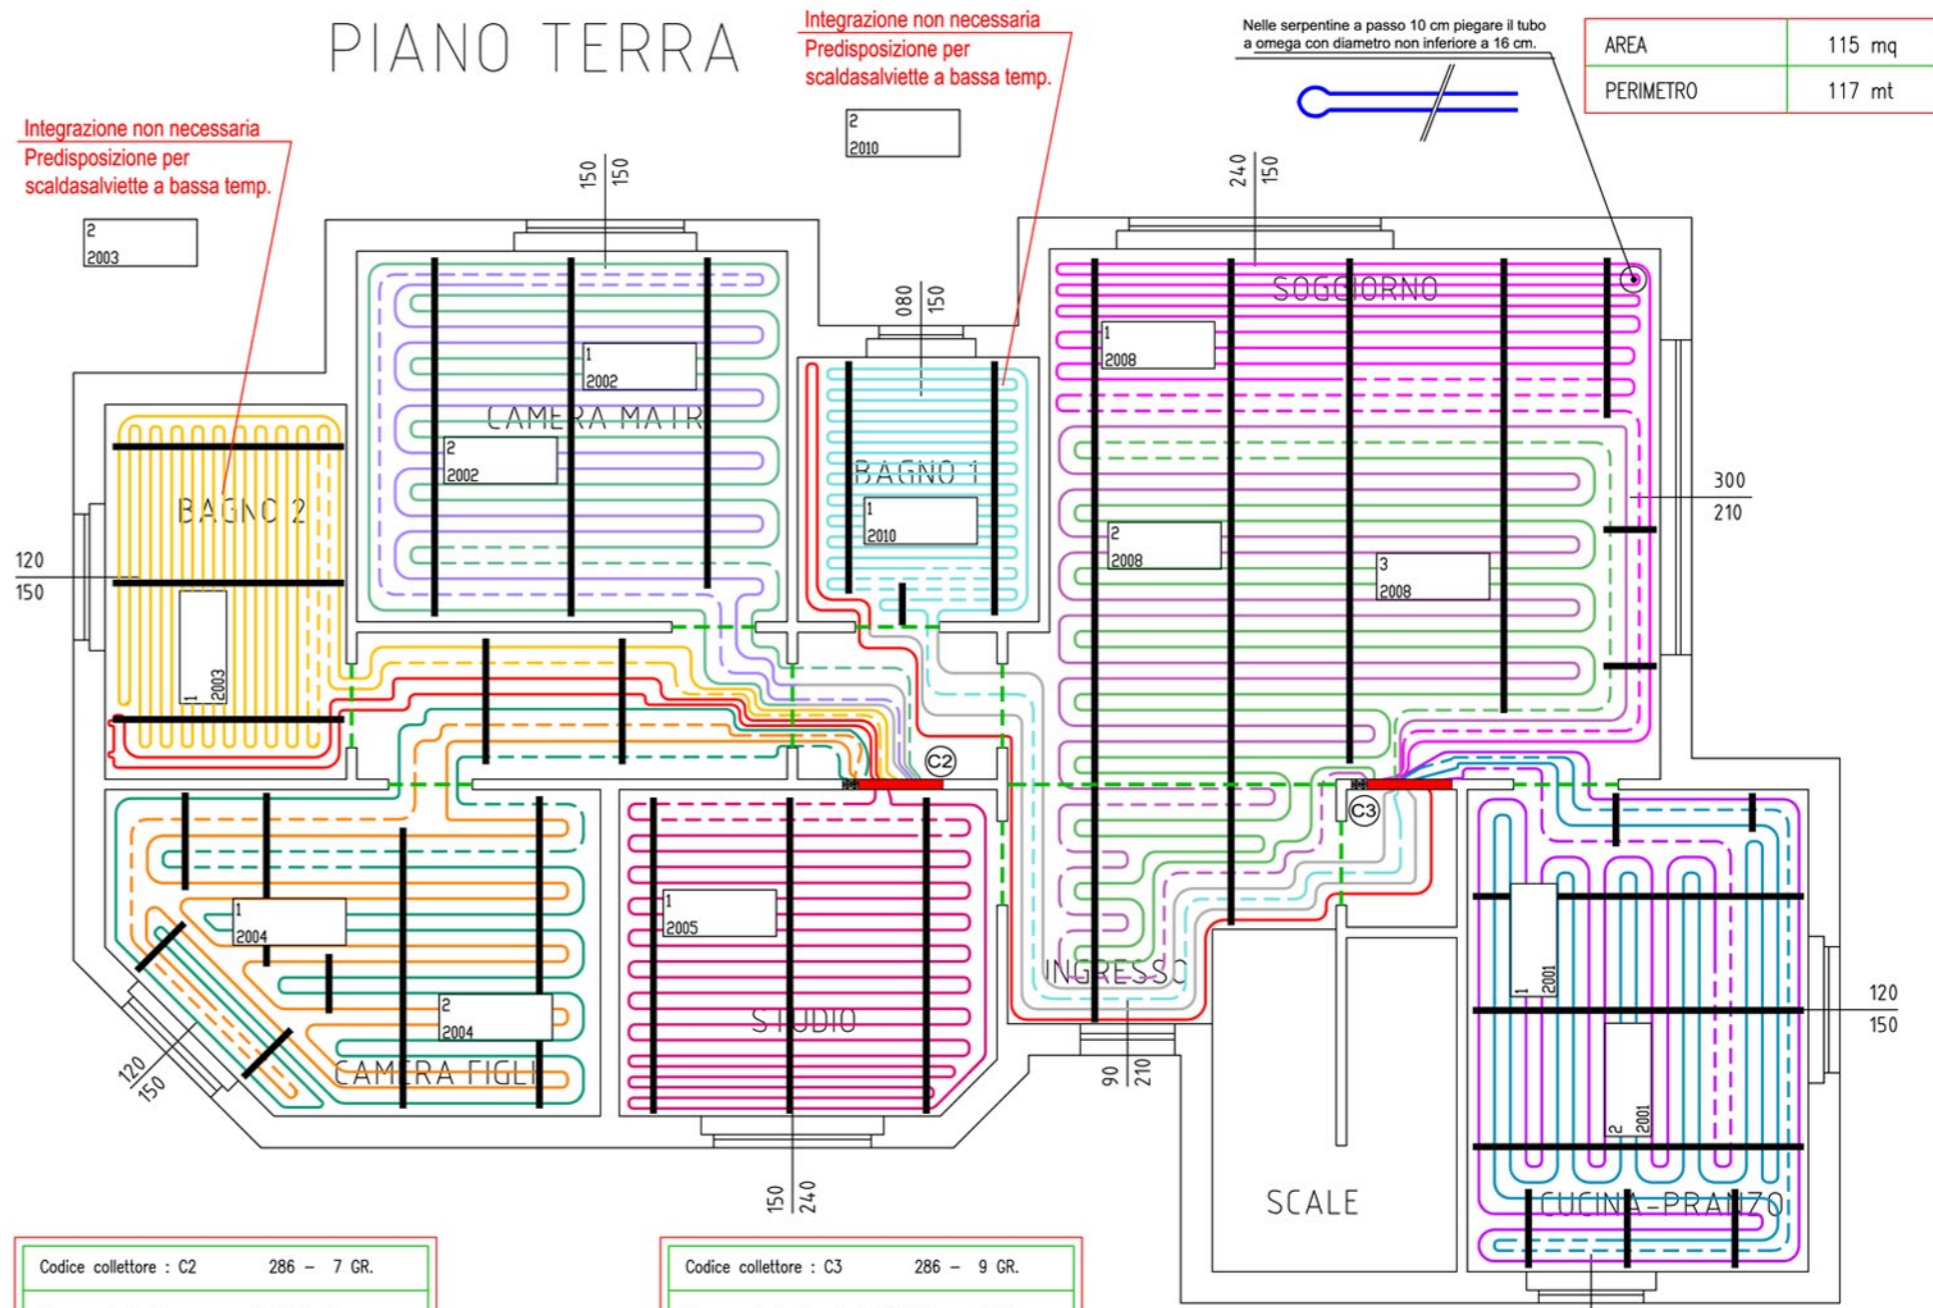 PIANO TERRA
Integrazione non necessaria
Predisposizione per
scaldasalviette a bassa temp.
2
2010
Nelle serpentine a passo 10 cm piegare il tubo
a omega con diametro non inferiore a 16 cm.
AREA 115 mq
PERIMETRO 117 mt
Integrazione non necessaria
Predisposizione per
scaldasalviette a bassa temp.
2
2003
150
150
080
150
240
150
SOGGIORNO
1
2008
1
2002
CAMERA MATR
2
2002
BAGNO 1
1
2010
BAGNO 2
1
2003
120
150
300
210
2
2008
3
2008
C2
C3
1
2004
2
2004
CAMERA FIGLI
120
150
1
2005
STUDIO
150
240
INGRESSO
90
210
SCALE
1
2001
2
2001
CUCINA-PRANZO
120
150
Codice collettore : C2 286 - 7 GR.
Codice collettore : C3 286 - 9 GR.